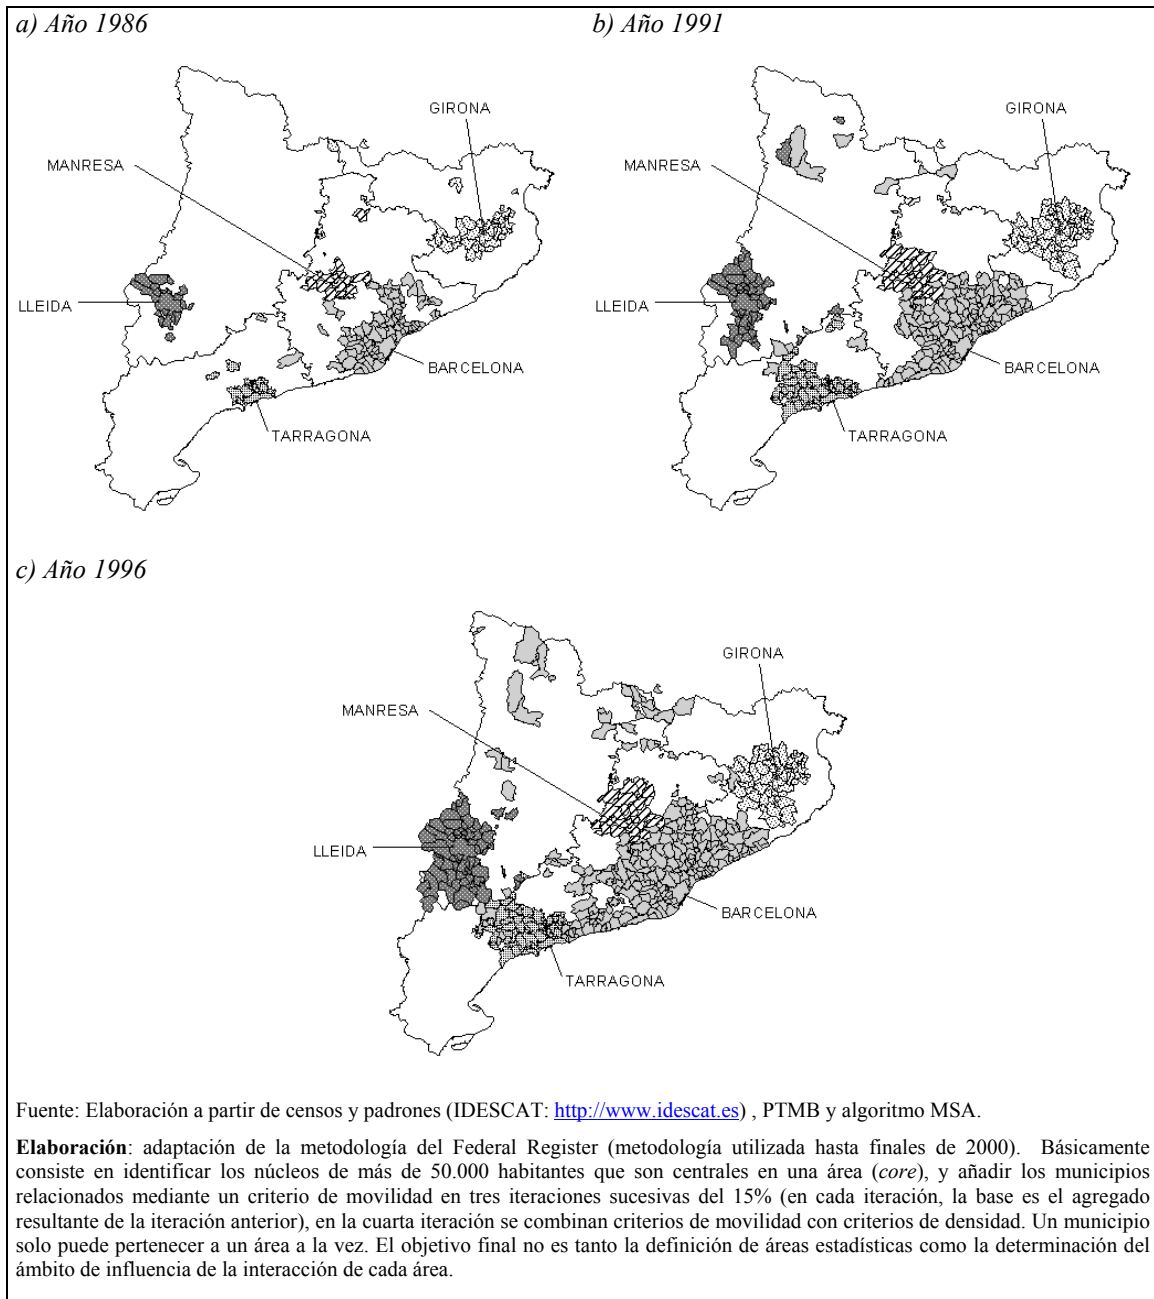 a) Año 1986
b) Año 1991
GIRONA
MANRESA
LLEIDA
BARCELONA
TARRAGONA
GIRONA
MANRESA
LLEIDA
BARCELONA
TARRAGONA
c) Año 1996
GIRONA
MANRESA
LLEIDA
BARCELONA
TARRAGONA
Fuente: Elaboración a partir de censos y padrones (IDESCAT: http://www.idescat.es) , PTMB y algoritmo MSA.
Elaboración: adaptación de la metodología del Federal Register (metodología utilizada hasta finales de 2000). Básicamente
consiste en identificar los núcleos de más de 50.000 habitantes que son centrales en una área (core), y añadir los municipios
relacionados mediante un criterio de movilidad en tres iteraciones sucesivas del 15% (en cada iteración, la base es el agregado
resultante de la iteración anterior), en la cuarta iteración se combinan criterios de movilidad con criterios de densidad. Un municipio
solo puede pertenecer a un área a la vez. El objetivo final no es tanto la definición de áreas estadísticas como la determinación del
ámbito de influencia de la interacción de cada área.